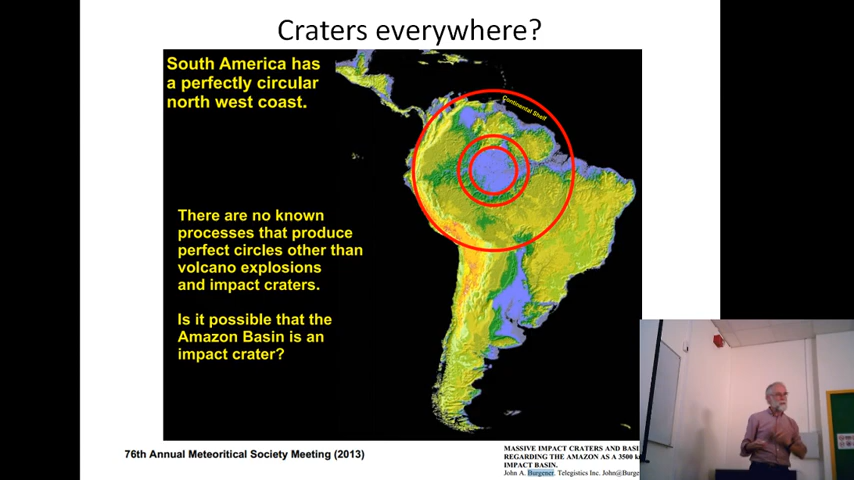 Craters everywhere?
South America has
a perfectly circular
north west coast.
Continental Shelf
There are no known
processes that produce
perfect circles other than
volcano explosions
and impact craters.
Is it possible that the
Amazon Basin is an
impact crater?
76th Annual Meteoritical Society Meeting (2013)
MASSIVE IMPACT CRATERS AND BASI
REGARDING THE AMAZON AS A 3500 k
IMPACT BASIN.
John A. Burgener, Telegistics Inc. John@Burge